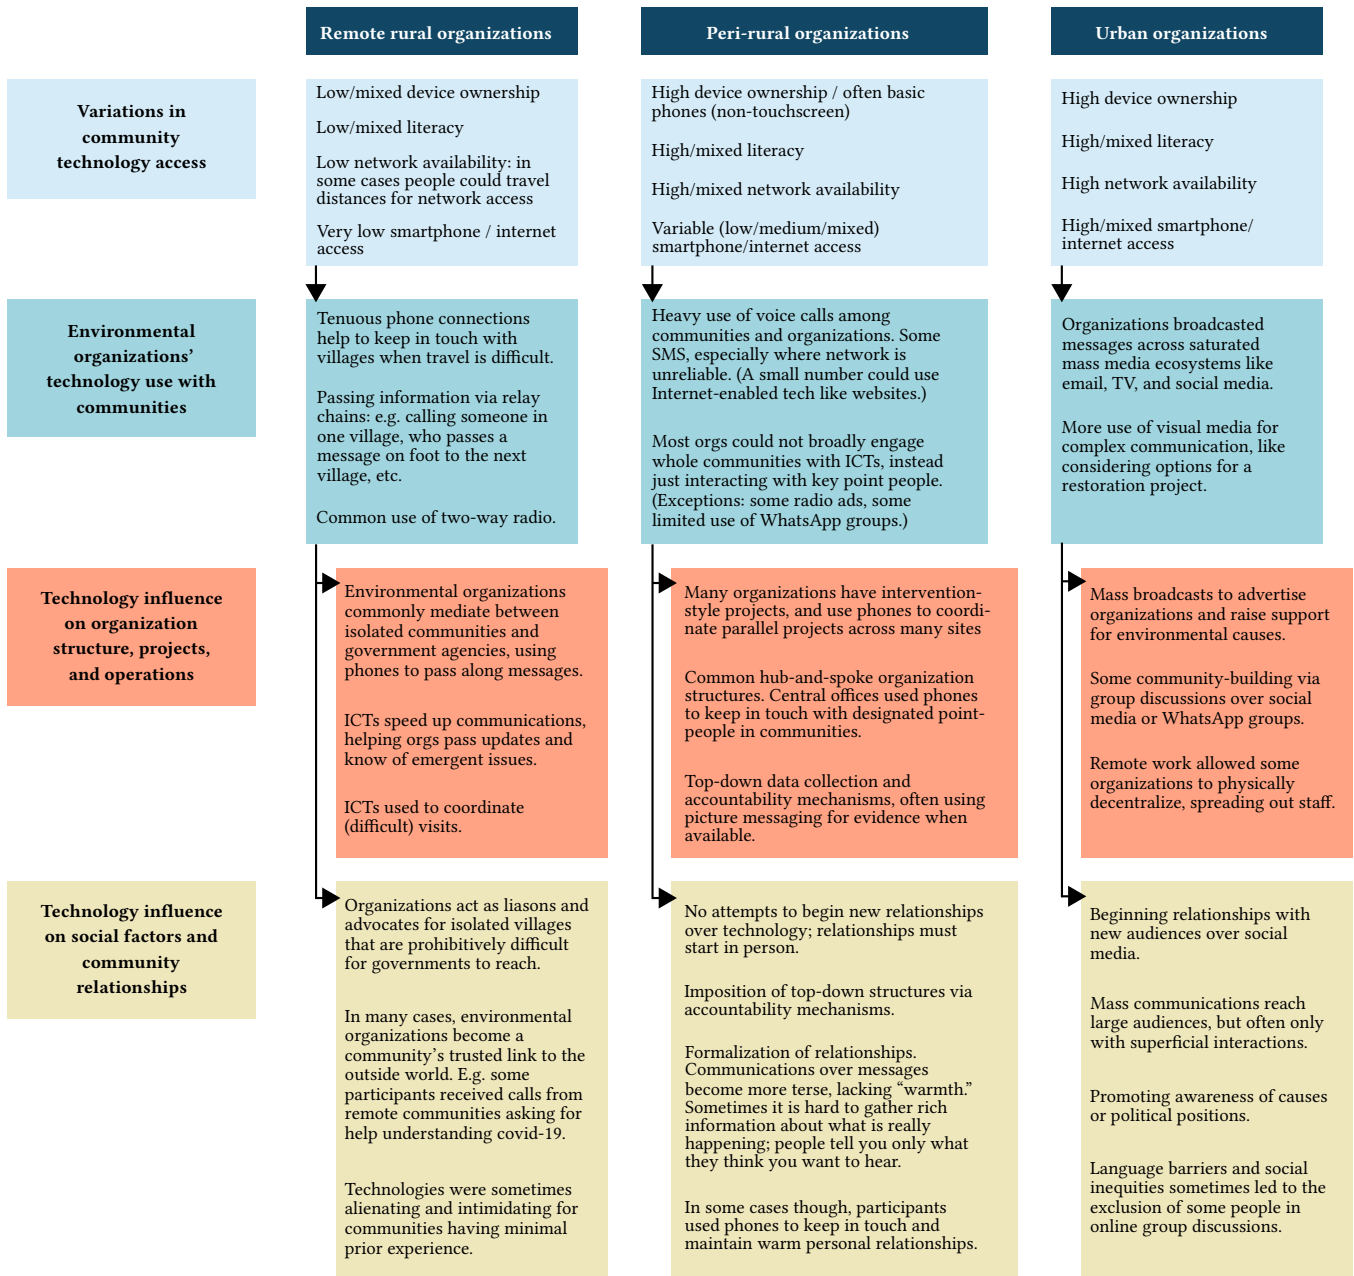 Remote rural organizations
Peri-rural organizations
Urban organizations
Variations in
community
technology access
Low/mixed device ownership
Low/mixed literacy
Low network availability: in
some cases people could travel
distances for network access
Very low smartphone / internet
access
High device ownership / often basic
phones (non-touchscreen)
High/mixed literacy
High/mixed network availability
Variable (low/medium/mixed)
smartphone/internet access
High device ownership
High/mixed literacy
High network availability
High/mixed smartphone/
internet access
Environmental
organizations’
technology use with
communities
Tenuous phone connections
help to keep in touch with
villages when travel is difficult.
Passing information via relay
chains: e.g. calling someone in
one village, who passes a
message on foot to the next
village, etc.
Common use of two-way radio.
Heavy use of voice calls among
communities and organizations. Some
SMS, especially where network is
unreliable. (A small number could use
Internet-enabled tech like websites.)
Most orgs could not broadly engage
whole communities with ICTs, instead
just interacting with key point people.
(Exceptions: some radio ads, some
limited use of WhatsApp groups.)
Organizations broadcasted
messages across saturated
mass media ecosystems like
email, TV, and social media.
More use of visual media for
complex communication, like
considering options for a
restoration project.
Technology influence
on organization
structure, projects,
and operations
Environmental organizations
commonly mediate between
isolated communities and
government agencies, using
phones to pass along messages.
ICTs speed up communications,
helping orgs pass updates and
know of emergent issues.
ICTs used to coordinate
(difficult) visits.
Many organizations have intervention-
style projects, and use phones to coordi-
nate parallel projects across many sites
Common hub-and-spoke organization
structures. Central offices used phones
to keep in touch with designated point-
people in communities.
Top-down data collection and
accountability mechanisms, often using
picture messaging for evidence when
available.
Mass broadcasts to advertise
organizations and raise support
for environmental causes.
Some community-building via
group discussions over social
media or WhatsApp groups.
Remote work allowed some
organizations to physically
decentralize, spreading out staff.
Technology influence
on social factors and
community
relationships
Organizations act as liasons and
advocates for isolated villages
that are prohibitively difficult
for governments to reach.
In many cases, environmental
organizations become a
community’s trusted link to the
outside world. E.g. some
participants received calls from
remote communities asking for
help understanding covid-19.
Technologies were sometimes
alienating and intimidating for
communities having minimal
prior experience.
No attempts to begin new relationships
over technology; relationships must
start in person.
Imposition of top-down structures via
accountability mechanisms.
Formalization of relationships.
Communications over messages
become more terse, lacking “warmth.”
Sometimes it is hard to gather rich
information about what is really
happening; people tell you only what
they think you want to hear.
In some cases though, participants
used phones to keep in touch and
maintain warm personal relationships.
Beginning relationships with
new audiences over social
media.
Mass communications reach
large audiences, but often only
with superficial interactions.
Promoting awareness of causes
or political positions.
Language barriers and social
inequities sometimes led to the
exclusion of some people in
online group discussions.